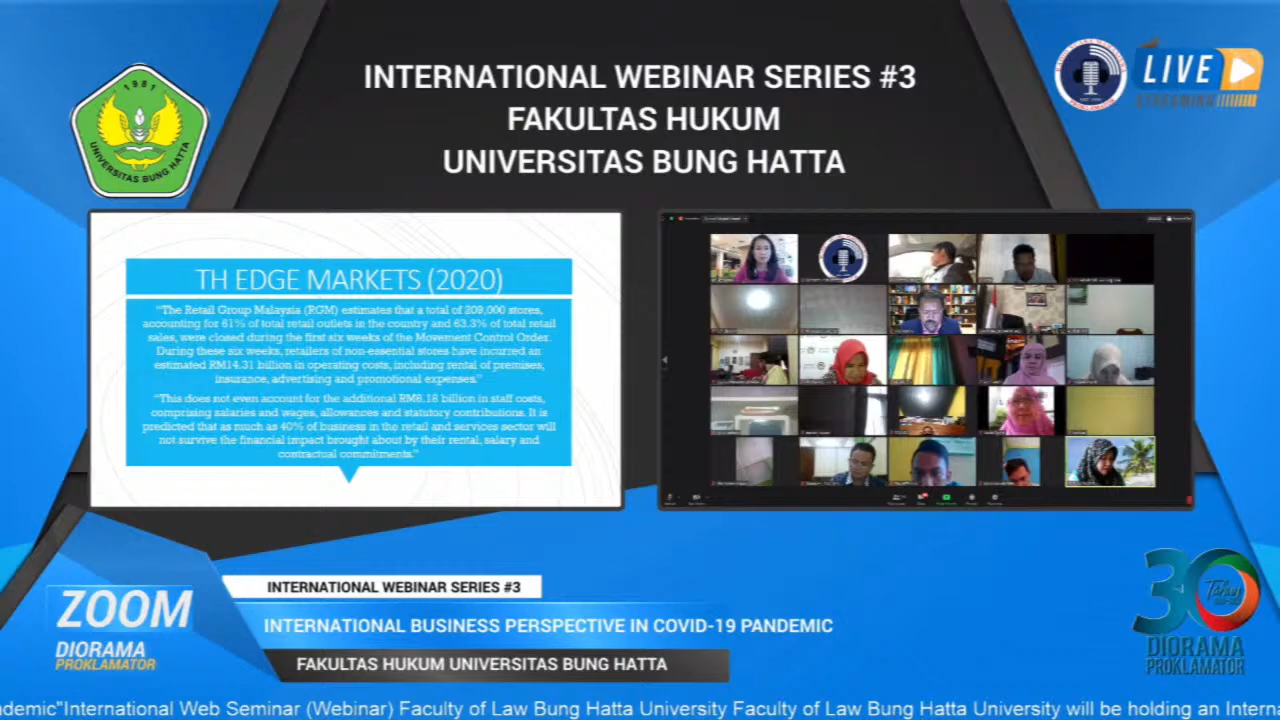 INTERNATIONAL WEBINAR SERIES #3
FAKULTAS HUKUM
UNIVERSITAS BUNG HATTA
1981
UNIVERSITAS BUNG HATTA
PROKLAMATOR
LIVE
STREAMING
TH EDGE MARKETS (2020)
"The Retail Group Malaysia (RGM) estimates that a total of 209,000 stores,
accounting for 61% of total retail outlets in the country and 63.3% of total retail
sales, were closed during the first six weeks of the Movement Control Order.
During these six weeks, retailers of non-essential stores have incurred an
estimated RM14.31 billion in operating costs, including rental of premises,
insurance, advertising and promotional expenses."
"This does not even account for the additional RM6.18 billion in staff costs,
comprising salaries and wages, allowances and statutory contributions. It is
predicted that as much as 40% of business in the retail and services sector will
not survive the financial impact brought about by their rental, salary and
contractual commitments."
ZOOM
DIORAMA
PROKLAMATOR
INTERNATIONAL WEBINAR SERIES #3
INTERNATIONAL BUSINESS PERSPECTIVE IN COVID-19 PANDEMIC
FAKULTAS HUKUM UNIVERSITAS BUNG HATTA
30
Tahun
DIORAMA
PROKLAMATOR
ndemic"International Web Seminar (Webinar) Faculty of Law Bung Hatta University Faculty of Law Bung Hatta University will be holding an Intern